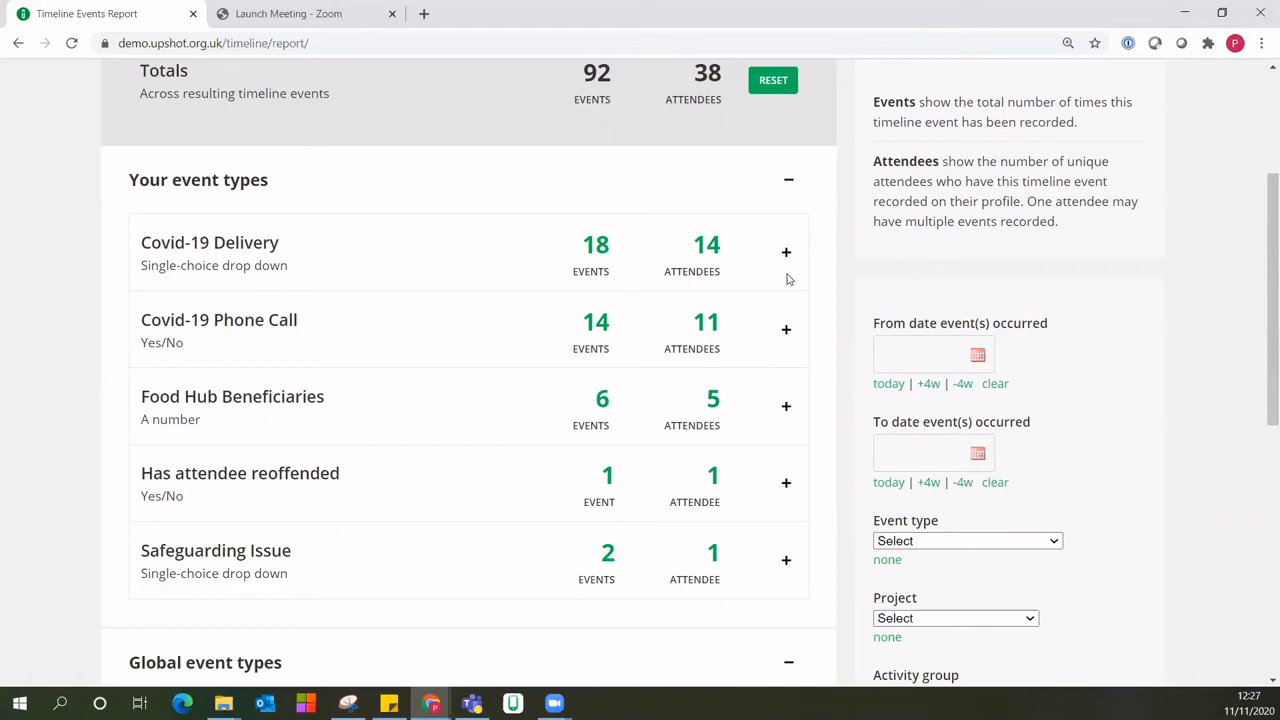 Timeline Events Report
Launch Meeting - Zoom
demo.upshot.org.uk/timeline/report/
P
Totals
Across resulting timeline events
92
EVENTS
38
ATTENDEES
RESET
Your event types
Covid-19 Delivery
Single-choice drop down
18
EVENTS
14
ATTENDEES
Covid-19 Phone Call
Yes/No
14
EVENTS
11
ATTENDEES
Food Hub Beneficiaries
A number
6
EVENTS
5
ATTENDEES
Has attendee reoffended
Yes/No
1
EVENT
1
ATTENDEE
Safeguarding Issue
Single-choice drop down
2
EVENTS
1
ATTENDEE
Global event types
Events show the total number of times this
timeline event has been recorded.
Attendees show the number of unique
attendees who have this timeline event
recorded on their profile. One attendee may
have multiple events recorded.
From date event(s) occurred
today | +4w | -4w clear
To date event(s) occurred
today | +4w | -4w clear
Event type
Select
none
Project
Select
none
Activity group
12:27
11/11/2020